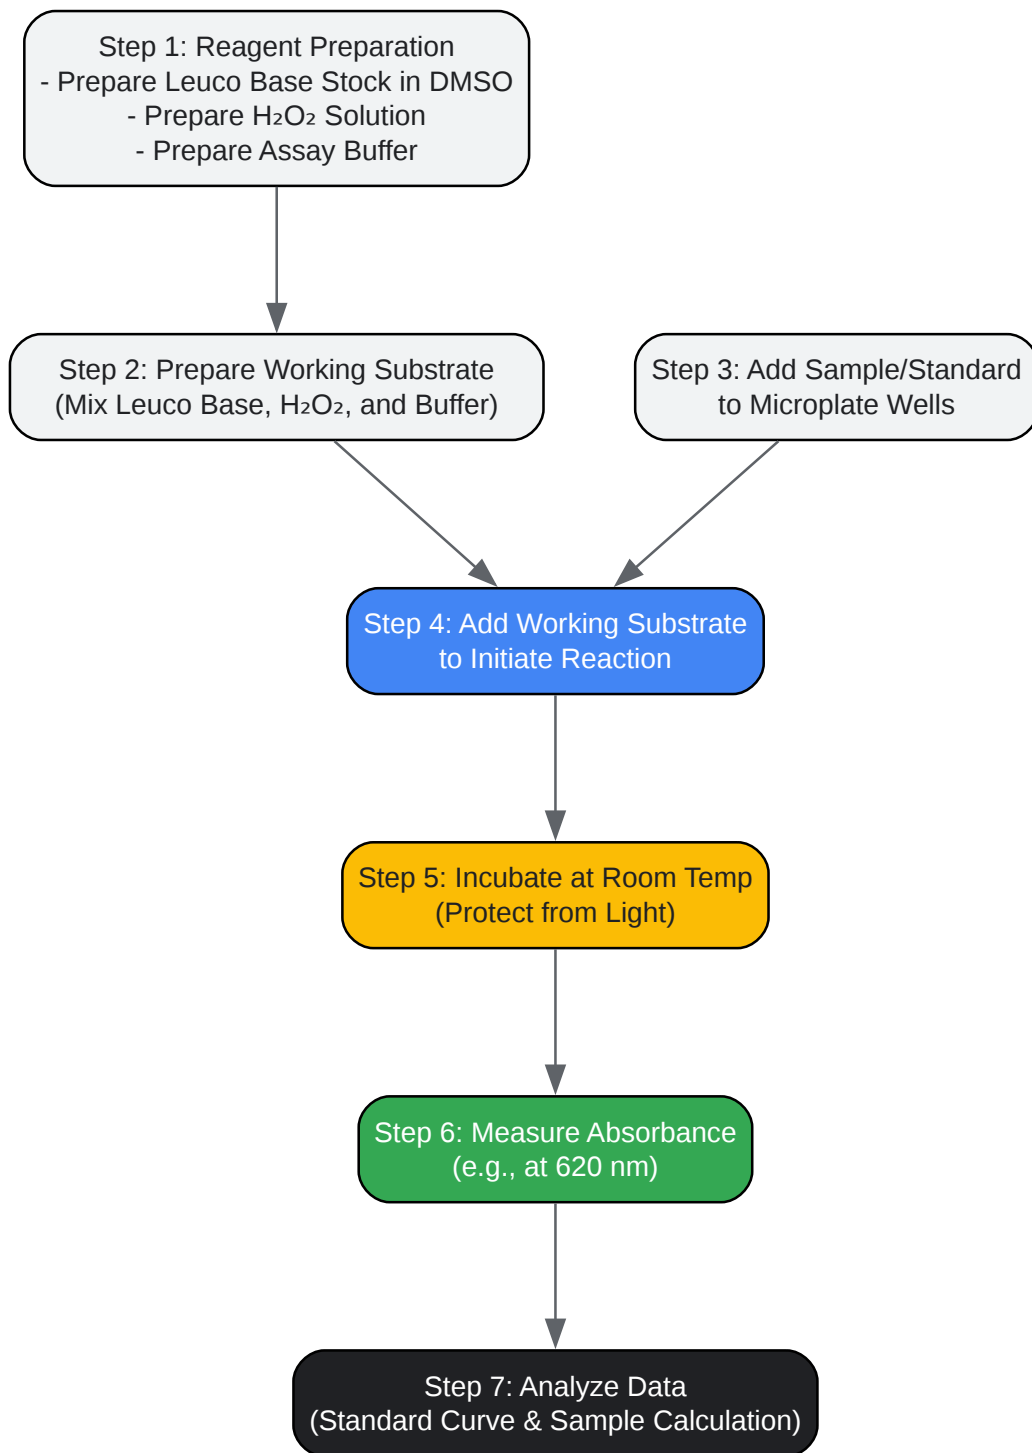 Step 1: Reagent Preparation
- Prepare Leuco Base Stock in DMSO
- Prepare H₂O₂ Solution
- Prepare Assay Buffer
Step 2: Prepare Working Substrate
(Mix Leuco Base, H₂O₂, and Buffer)
Step 3: Add Sample/Standard
to Microplate Wells
Step 4: Add Working Substrate
to Initiate Reaction
Step 5: Incubate at Room Temp
(Protect from Light)
Step 6: Measure Absorbance
(e.g., at 620 nm)
Step 7: Analyze Data
(Standard Curve & Sample Calculation)